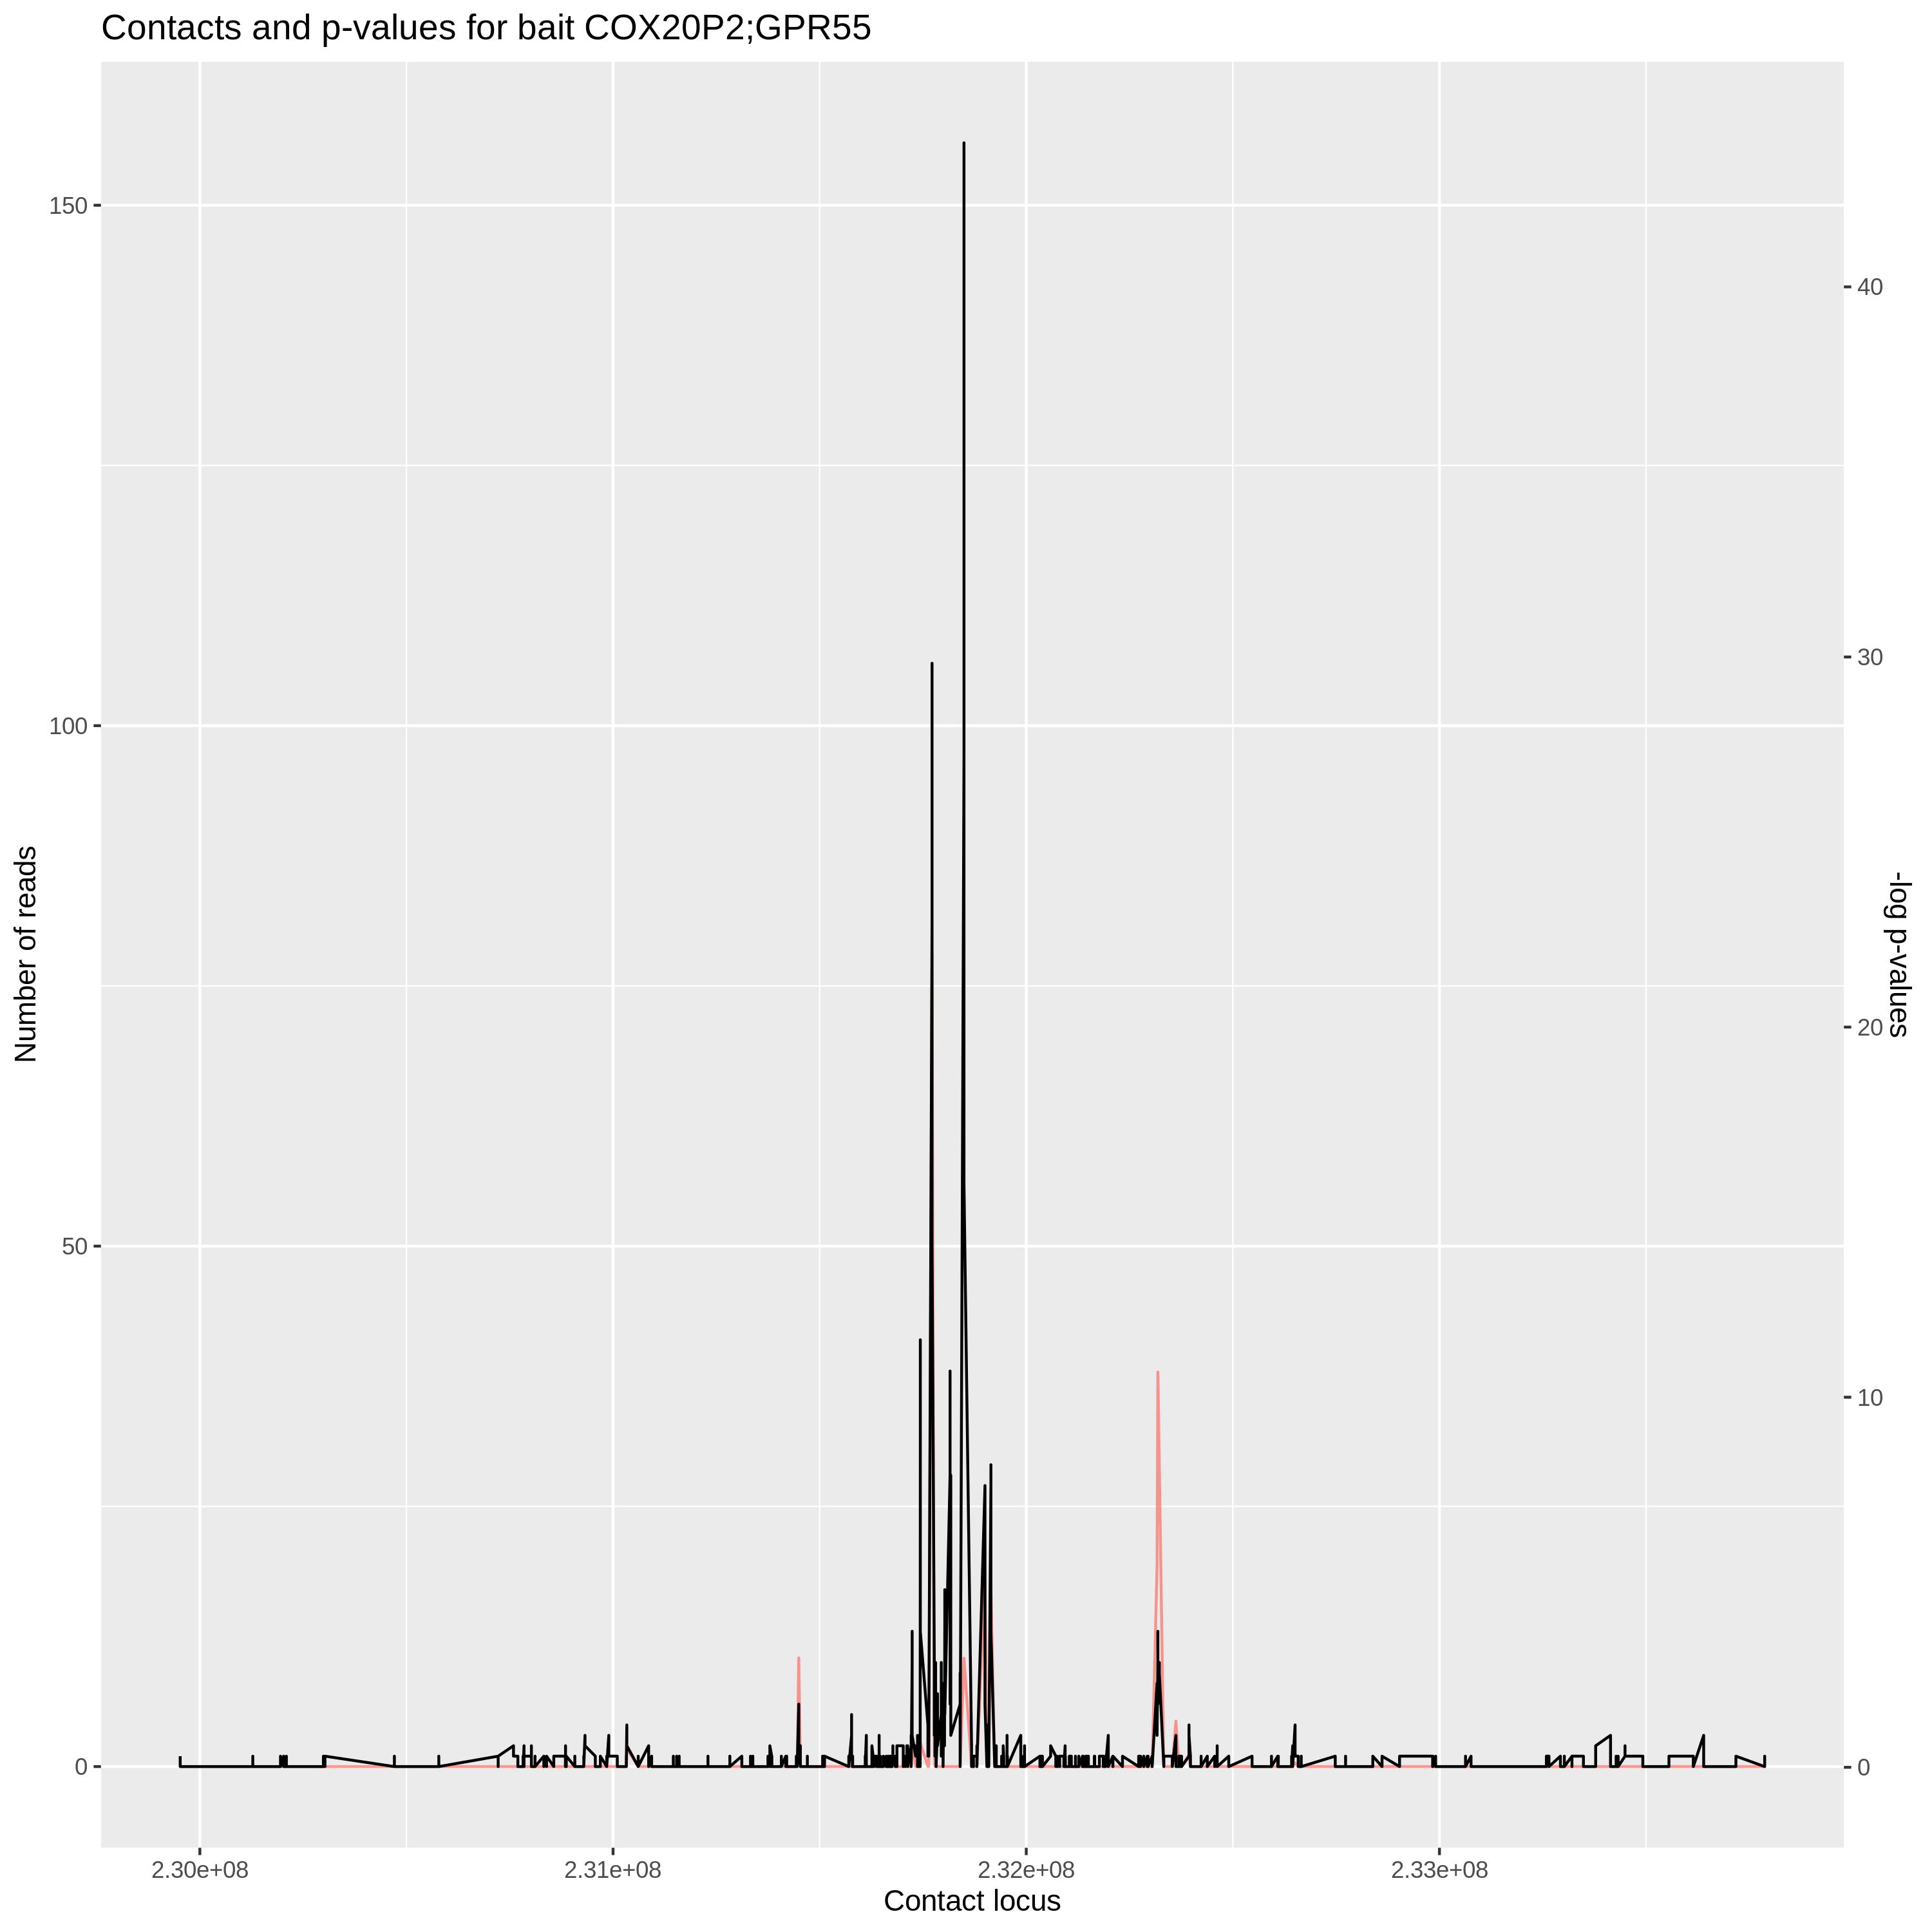 Contacts and p-values for bait COX20P2;GPR55
150
100
50
0
Number of reads
40
30
20
10
0
-log p-values
2.30e+08
2.31e+08
2.32e+08
2.33e+08
Contact locus